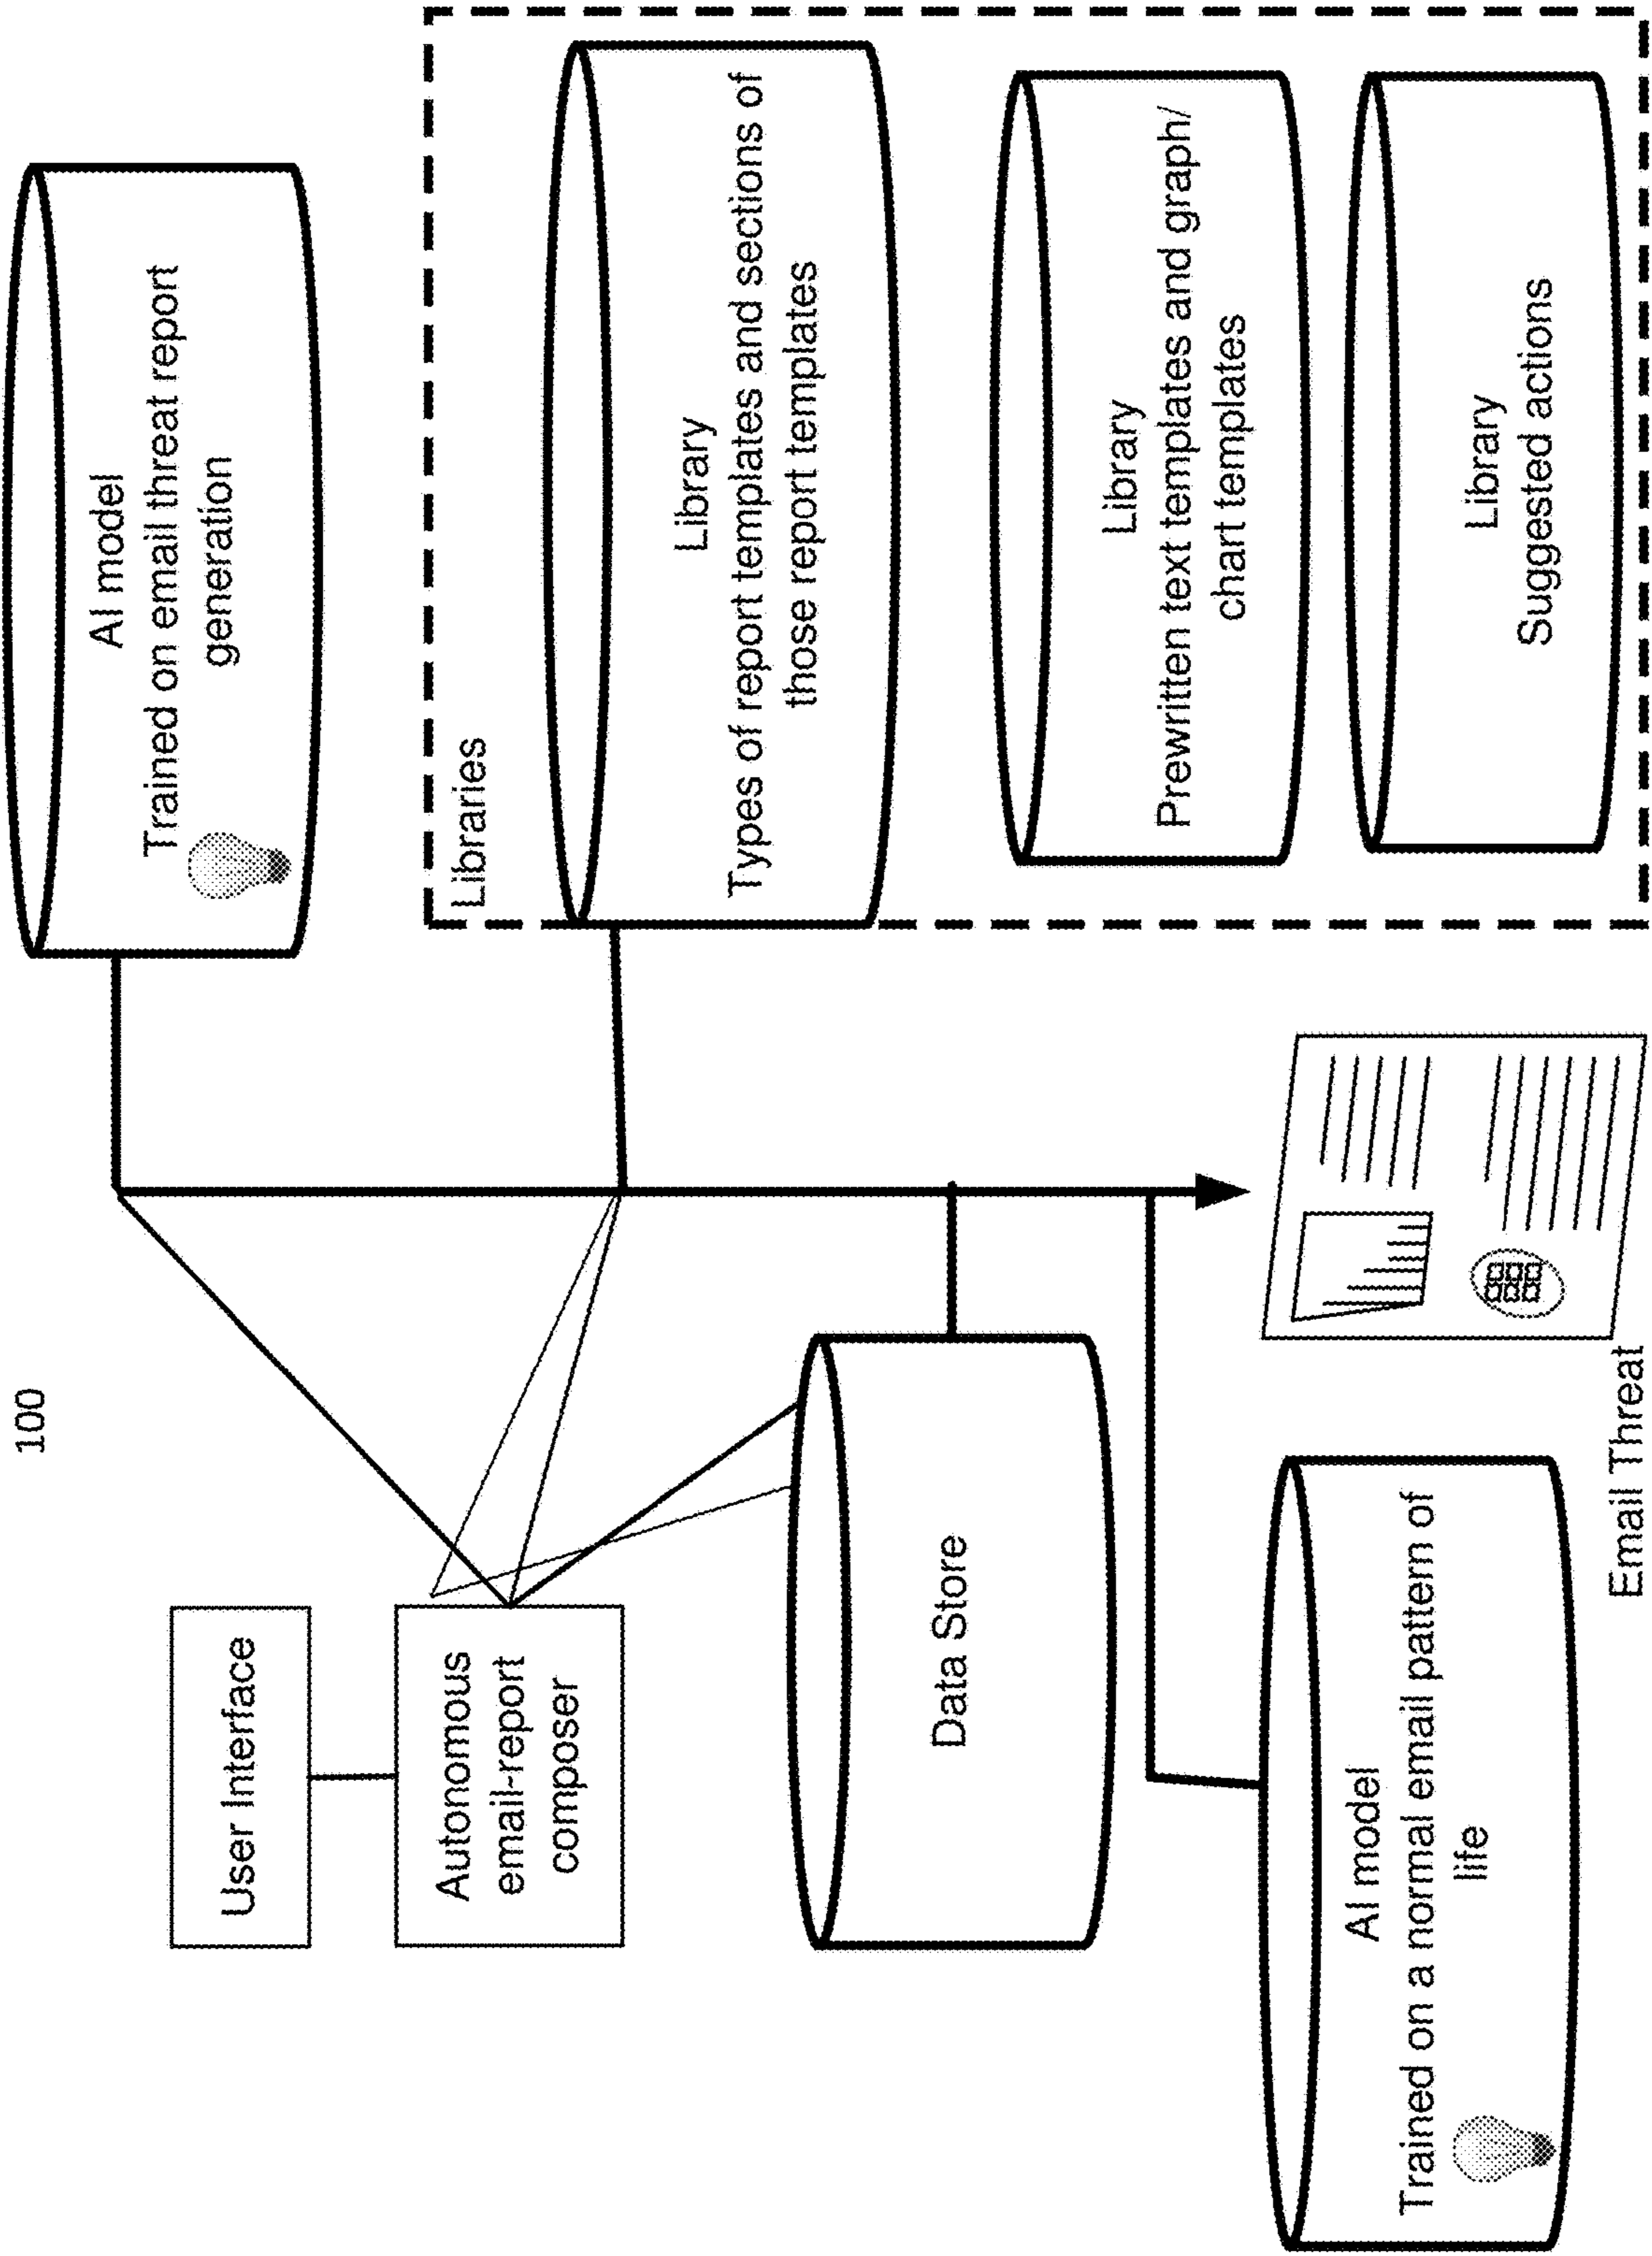 100
User Interface
Autonomous
email-report
composer
AI model
Trained on email threat report
generation
Libraries
Library
Types of report templates and sections of
those report templates
Library
Prewritten text templates and graph/
chart templates
Library
Suggested actions
Data Store
AI model
Trained on a normal email pattern of
life
Email Threat